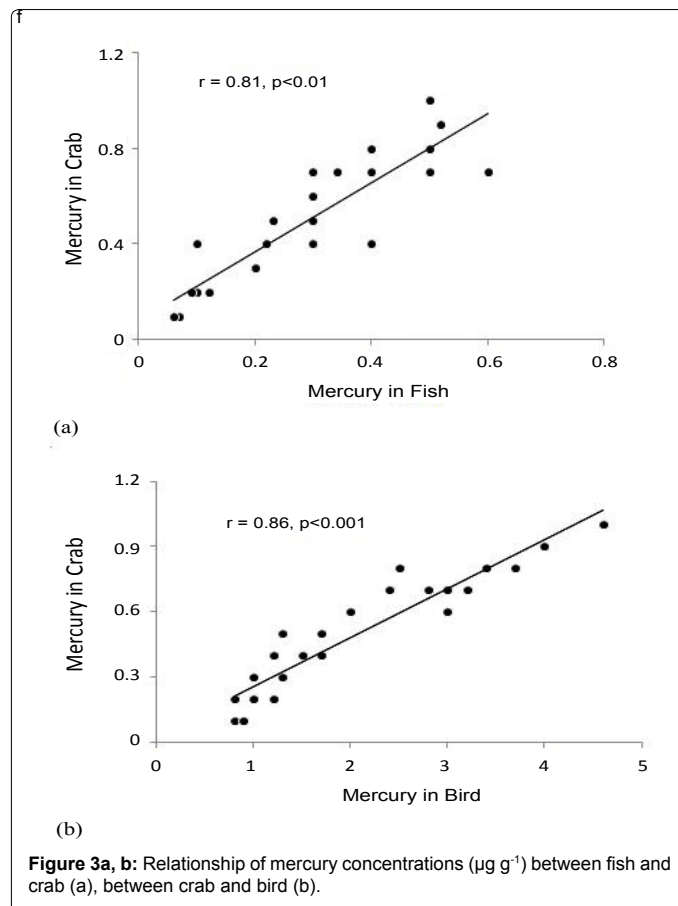 f
1.2
r = 0.81, p<0.01
0.8
Mercury in Crab
0.4
0
0 0.2 0.4 0.6 0.8
Mercury in Fish
(a)
1.2
r = 0.86, p<0.001
0.9
Mercury in Crab
0.6
0.3
0
0 1 2 3 4 5
Mercury in Bird
(b)
Figure 3a, b: Relationship of mercury concentrations (µg g⁻¹) between fish and
crab (a), between crab and bird (b).